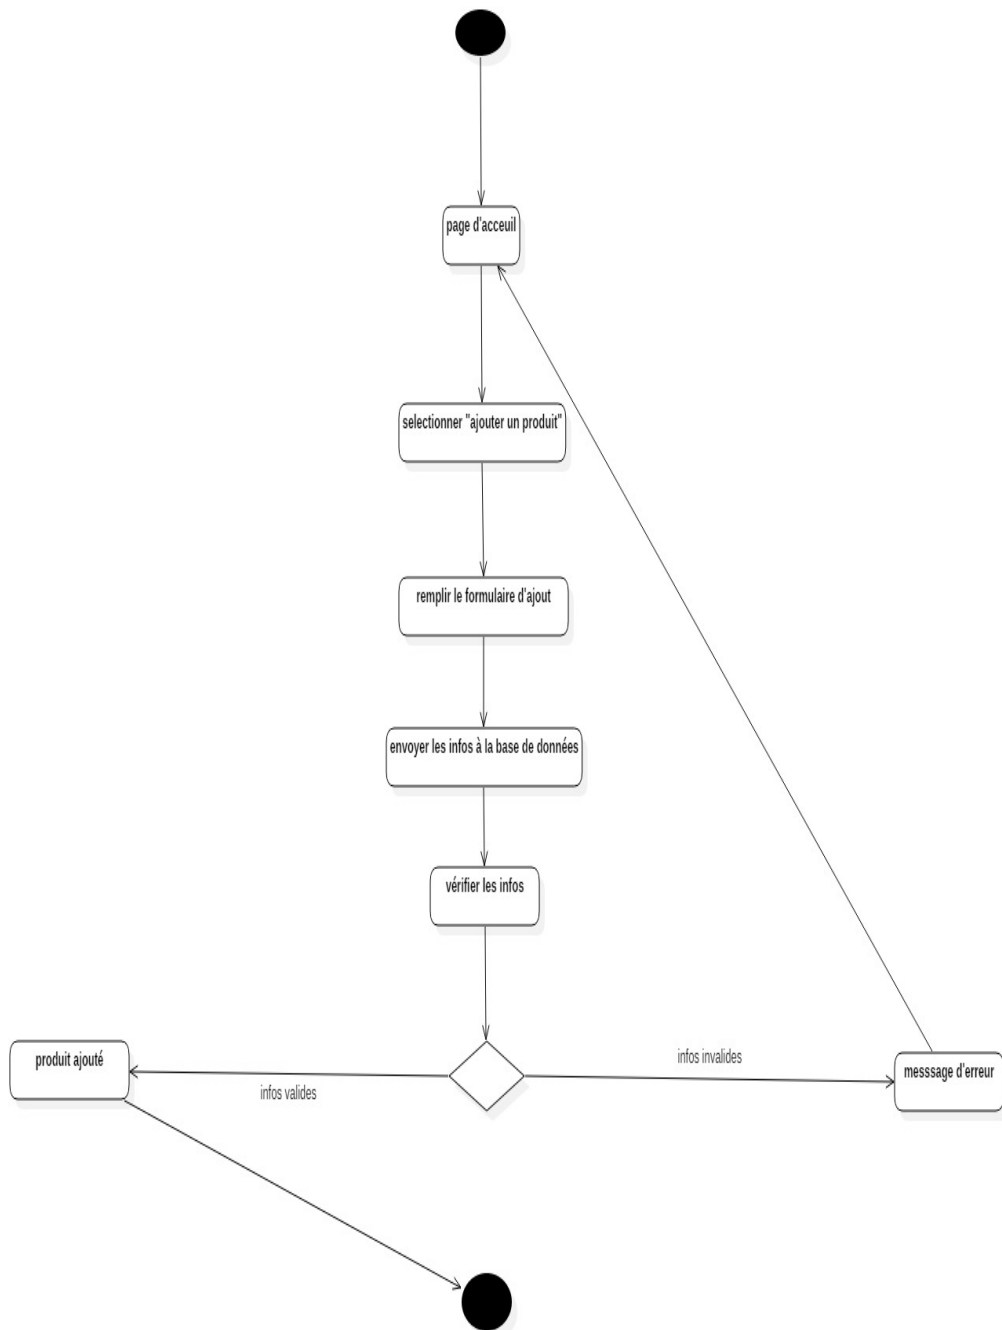 page d'acceuil
selectionner "ajouter un produit"
remplir le formulaire d'ajout
envoyer les infos à la base de données
vérifier les infos
produit ajouté
infos valides
infos invalides
messsage d'erreur